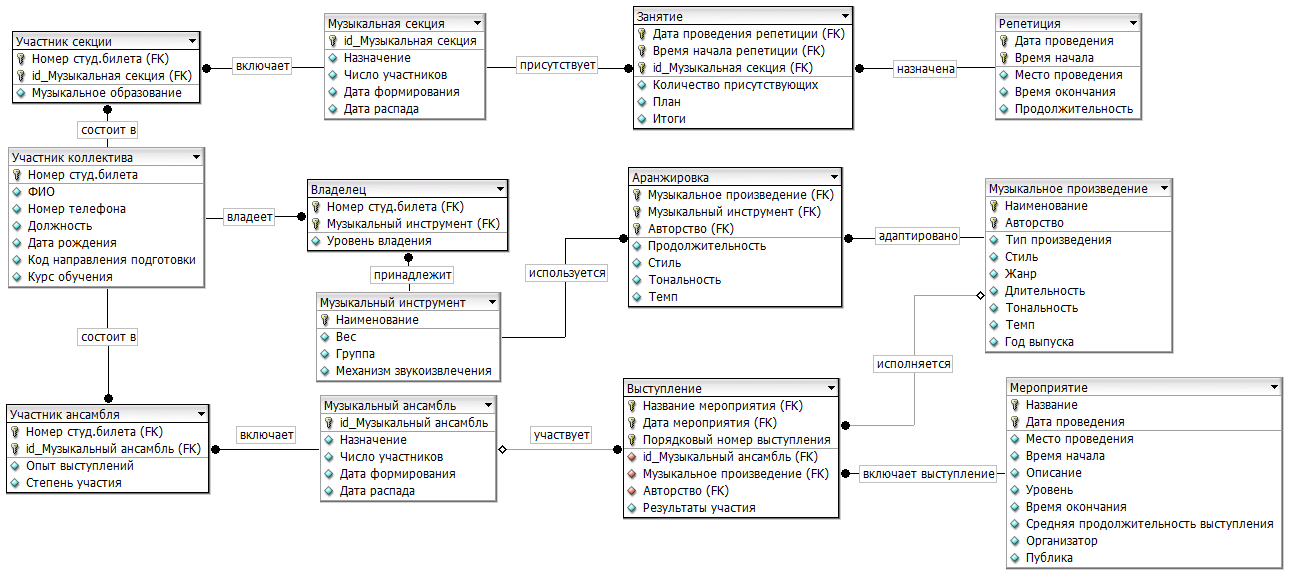 Участник секции
Номер студ.билета (FK)
id_Музыкальная секция (FK)
Музыкальное образование
включает
Музыкальная секция
id_Музыкальная секция
Назначение
Число участников
Дата формирования
Дата распада
присутствует
Занятие
Дата проведения репетиции (FK)
Время начала репетиции (FK)
id_Музыкальная секция (FK)
Количество присутствующих
План
Итоги
назначена
Репетиция
Дата проведения
Время начала
Место проведения
Время окончания
Продолжительность
состоит в
Участник коллектива
Номер студ.билета
ФИО
Номер телефона
Должность
Дата рождения
Код направления подготовки
Курс обучения
владеет
Владелец
Номер студ.билета (FK)
Музыкальный инструмент (FK)
Уровень владения
принадлежит
Музыкальный инструмент
Наименование
Вес
Группа
Механизм звукоизвлечения
используется
Аранжировка
Музыкальное произведение (FK)
Музыкальный инструмент (FK)
Авторство (FK)
Продолжительность
Стиль
Тональность
Темп
адаптировано
Музыкальное произведение
Наименование
Авторство
Тип произведения
Стиль
Жанр
Длительность
Тональность
Темп
Год выпуска
исполняется
состоит в
Участник ансамбля
Номер студ.билета (FK)
id_Музыкальный ансамбль (FK)
Опыт выступлений
Степень участия
включает
Музыкальный ансамбль
id_Музыкальный ансамбль
Назначение
Число участников
Дата формирования
Дата распада
участвует
Выступление
Название мероприятия (FK)
Дата мероприятия (FK)
Порядковый номер выступления
id_Музыкальный ансамбль (FK)
Музыкальное произведение (FK)
Авторство (FK)
Результаты участия
включает выступление
Мероприятие
Название
Дата проведения
Место проведения
Время начала
Описание
Уровень
Время окончания
Средняя продолжительность выступления
Организатор
Публика